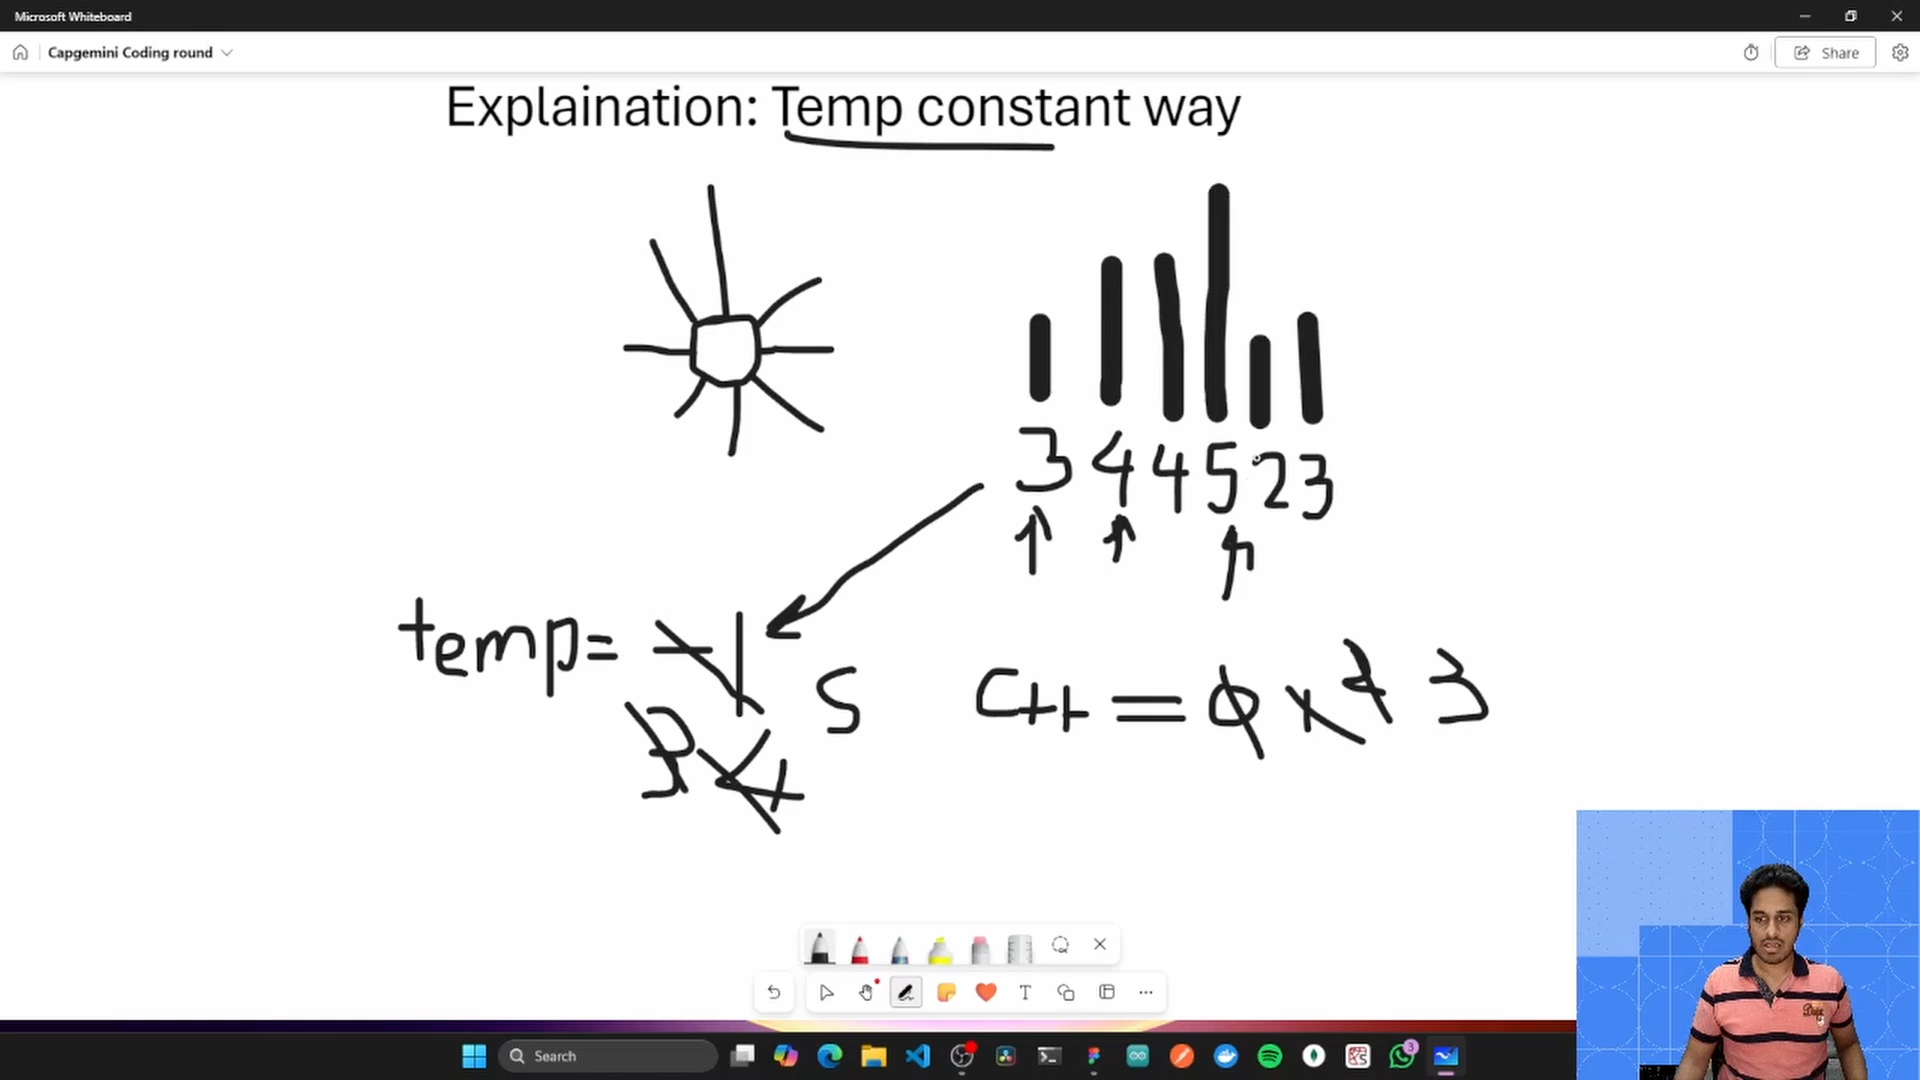 Microsoft Whiteboard
Capgemini Coding round
Share
Explaination: Temp constant way
3 4 4 5 2 3
temp= -1
3 4 5
C++ = 0 1 2 3
Search
3